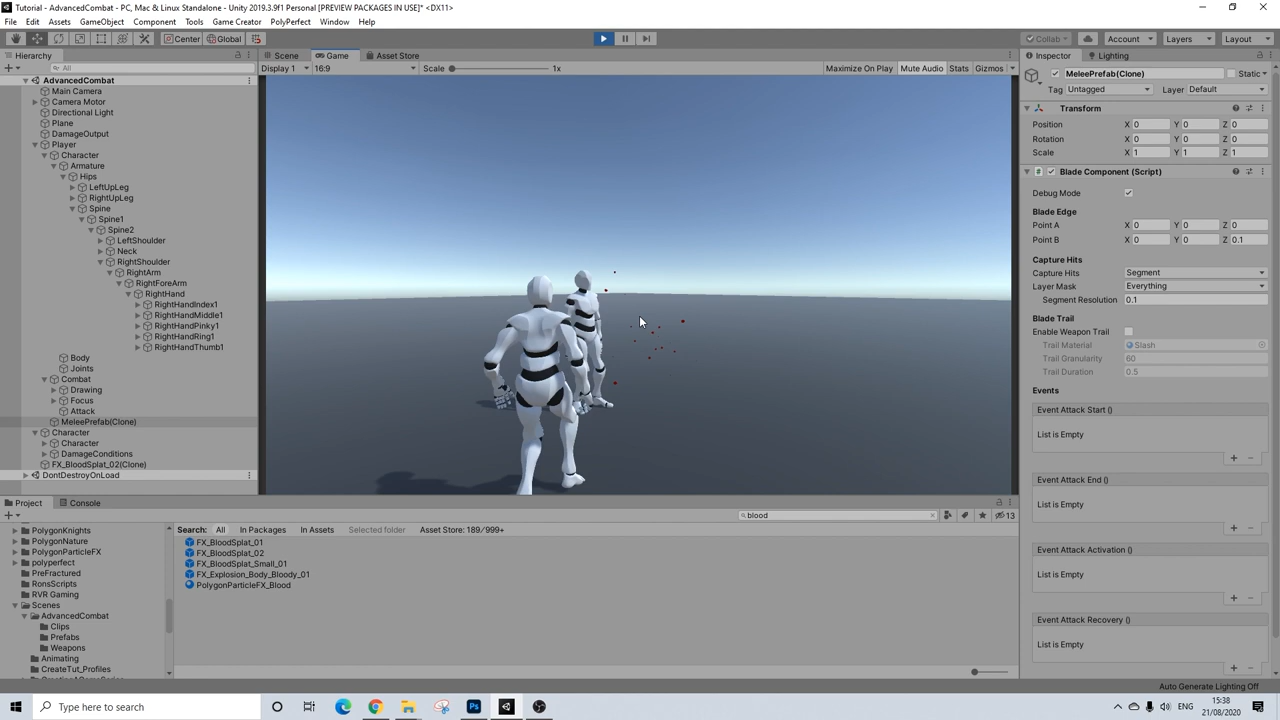 Tutorial - AdvancedCombat - PC, Mac & Linux Standalone - Unity 2019.3.9f1 Personal [PREVIEW PACKAGES IN USE]* <DX11>
File Edit Assets GameObject Component Tools Game Creator PolyPerfect Window Help
Center Global Collab Account Layers Layout
Hierarchy Scene Game Asset Store Inspector Lighting
All
Display 1 16:9 Scale 1x Maximize On Play Mute Audio Stats Gizmos
MeleePrefab(Clone) Static
Tag Untagged Layer Default
AdvancedCombat
Main Camera
Camera Motor
Directional Light
Plane
DamageOutput
Player
Character
Armature
Hips
LeftUpLeg
RightUpLeg
Spine
Spine1
Spine2
LeftShoulder
Neck
RightShoulder
RightArm
RightForeArm
RightHand
RightHandIndex1
RightHandMiddle1
RightHandPinky1
RightHandRing1
RightHandThumb1
Body
Joints
Combat
Drawing
Focus
Attack
MeleePrefab(Clone)
Character
Character
DamageConditions
FX_BloodSplat_02(Clone)
DontDestroyOnLoad
Transform
Position X 0 Y 0 Z 0
Rotation X 0 Y 0 Z 0
Scale X 1 Y 1 Z 1
Blade Component (Script)
Debug Mode
Blade Edge
Point A X 0 Y 0 Z 0
Point B X 0 Y 0 Z 0.1
Capture Hits
Capture Hits Segment
Layer Mask Everything
Segment Resolution 0.1
Blade Trail
Enable Weapon Trail
Trail Material Slash
Trail Granularity 60
Trail Duration 0.5
Events
Event Attack Start ()
List is Empty
Event Attack End ()
List is Empty
Event Attack Activation ()
List is Empty
Event Attack Recovery ()
List is Empty
Project Console
blood
13
Search: All In Packages In Assets Selected folder Asset Store: 189/999+
PolygonKnights
PolygonNature
PolygonParticleFX
polyperfect
PreFractured
RonsScripts
RVR Gaming
Scenes
AdvancedCombat
Clips
Prefabs
Weapons
Animating
CreateTut_Profiles
FX_BloodSplat_01
FX_BloodSplat_02
FX_BloodSplat_Small_01
FX_Explosion_Body_Bloody_01
PolygonParticleFX_Blood
Auto Generate Lighting Off
Type here to search
15:38
21/08/2020